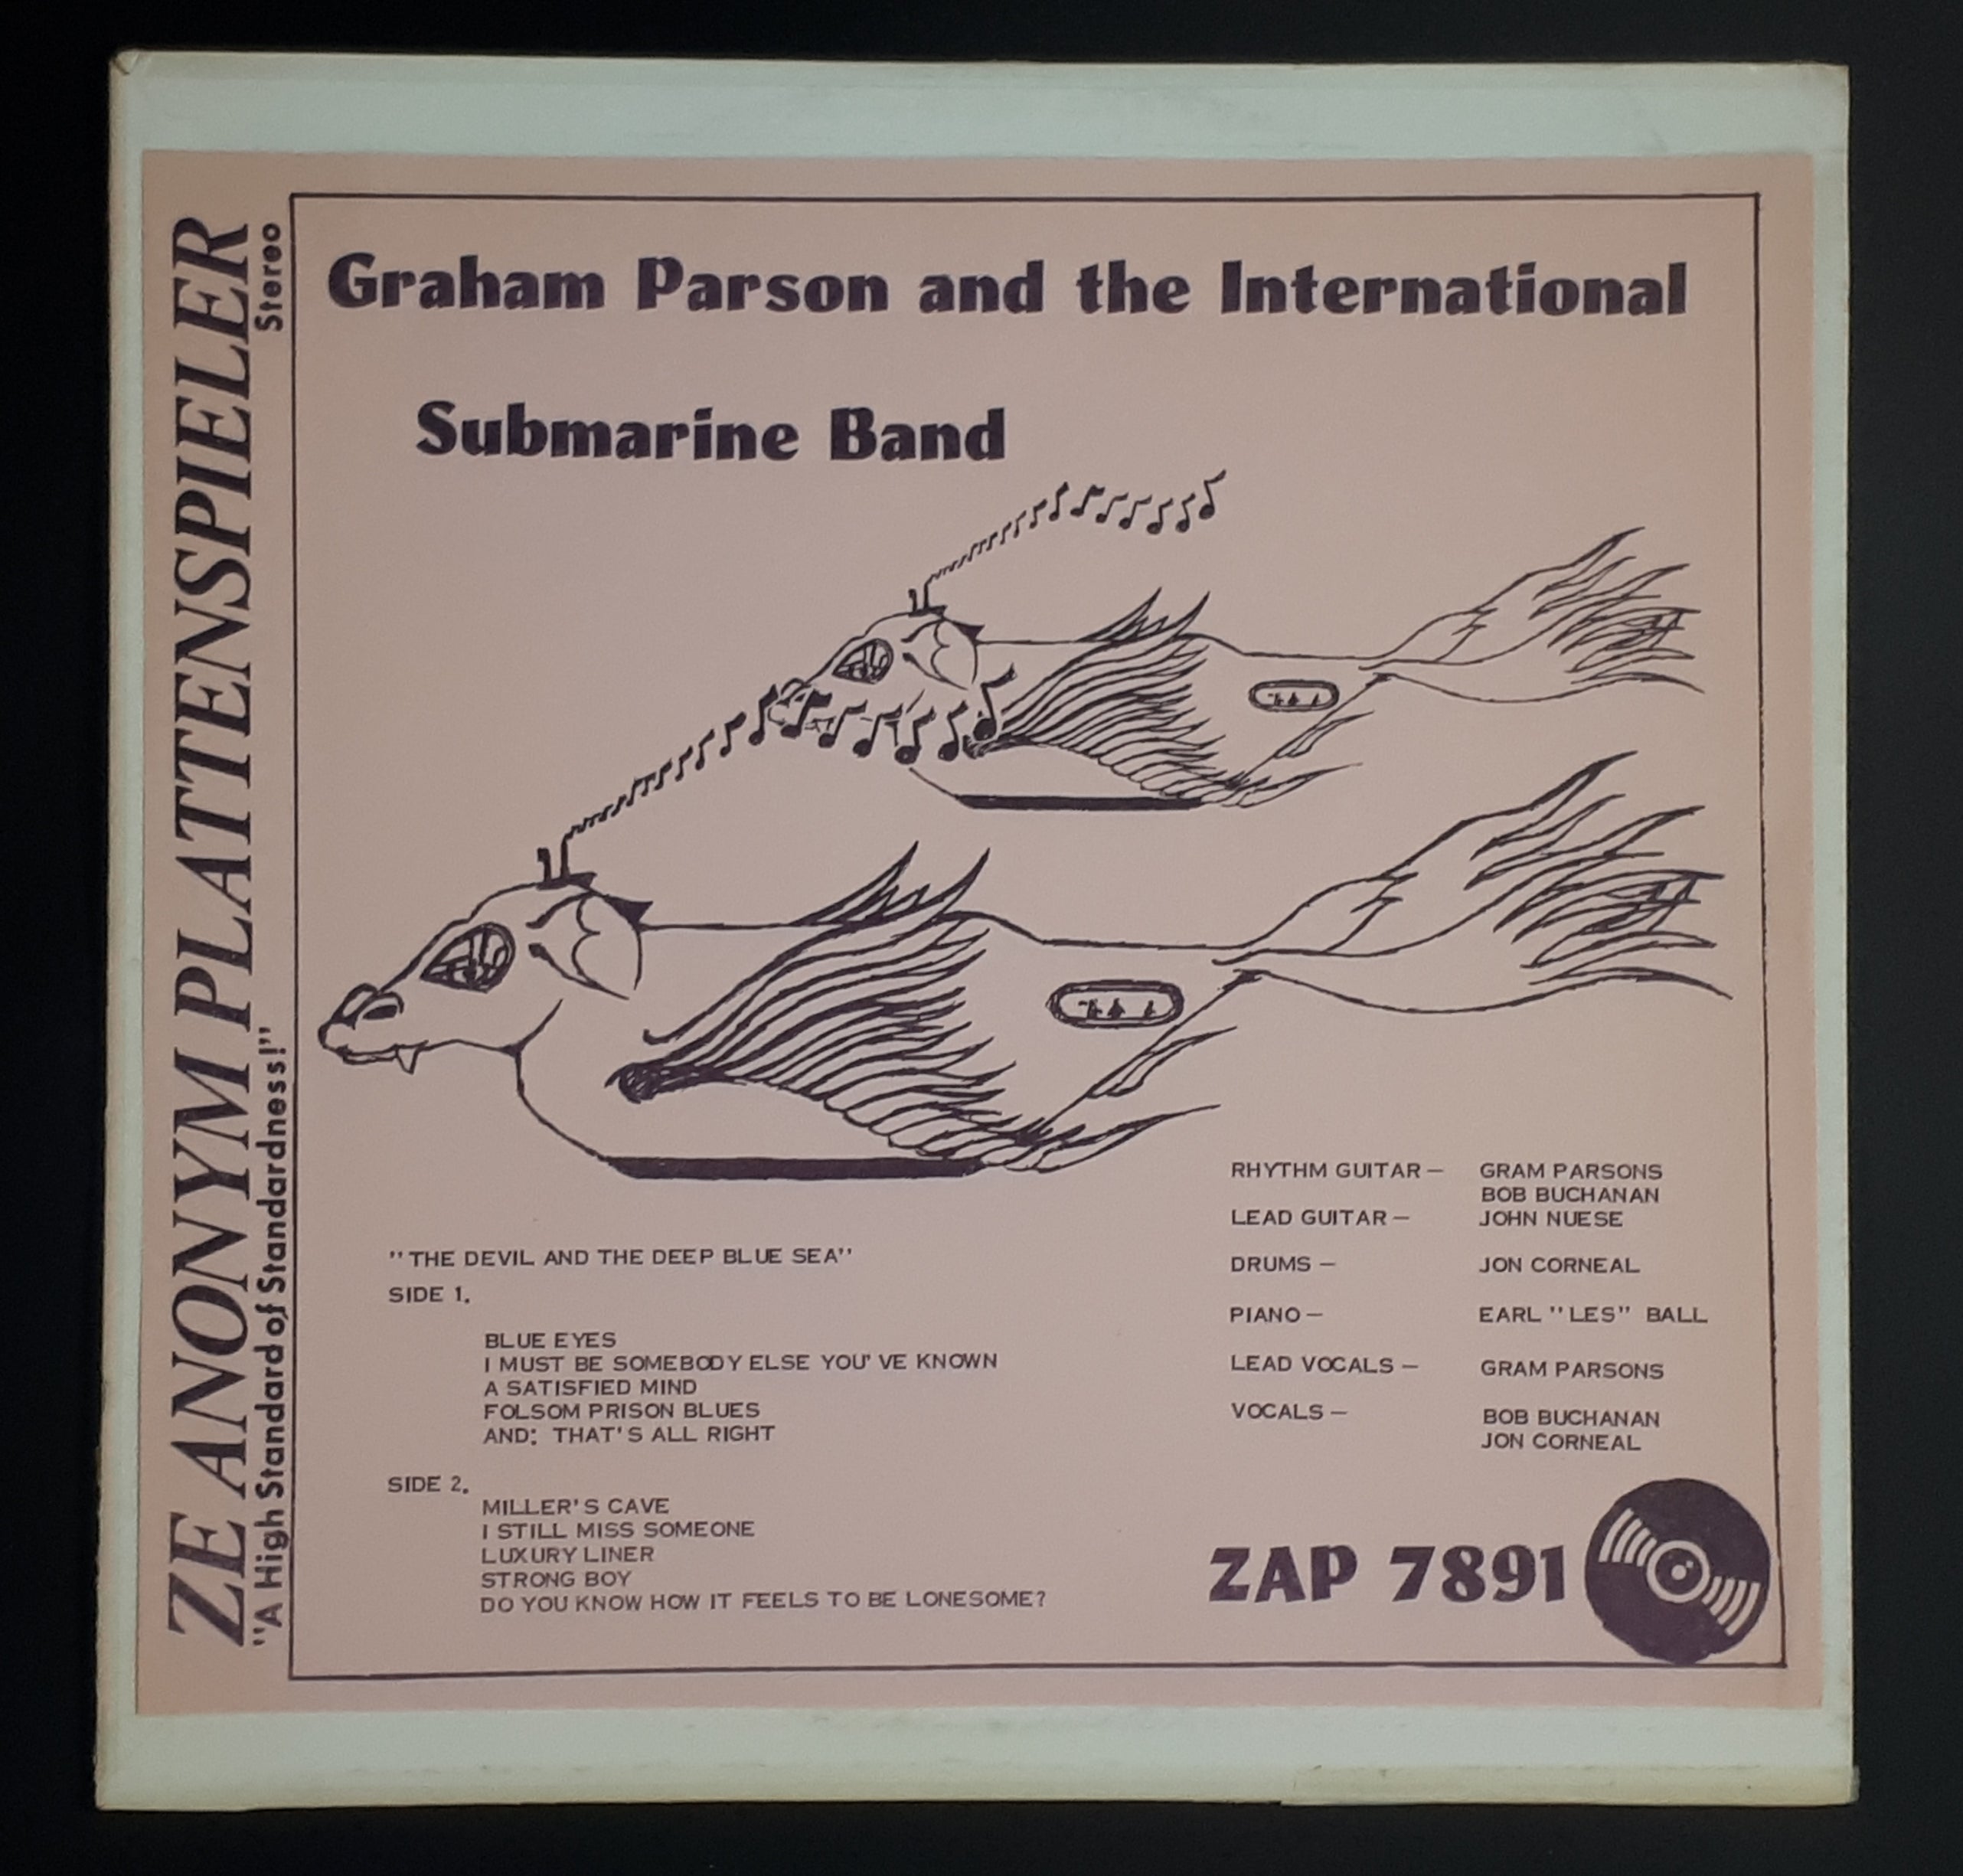 ZE ANONYM PLATTENSPIELER
"A High Standard of Standardness!"
Stereo
Graham Parson and the International
Submarine Band
"THE DEVIL AND THE DEEP BLUE SEA"
SIDE 1.
BLUE EYES
I MUST BE SOMEBODY ELSE YOU'VE KNOWN
A SATISFIED MIND
FOLSOM PRISON BLUES
AND: THAT'S ALL RIGHT
SIDE 2.
MILLER'S CAVE
I STILL MISS SOMEONE
LUXURY LINER
STRONG BOY
DO YOU KNOW HOW IT FEELS TO BE LONESOME?
RHYTHM GUITAR — GRAM PARSONS
BOB BUCHANAN
LEAD GUITAR — JOHN NUESE
DRUMS — JON CORNEAL
PIANO — EARL "LES" BALL
LEAD VOCALS — GRAM PARSONS
VOCALS — BOB BUCHANAN
JON CORNEAL
ZAP 7891